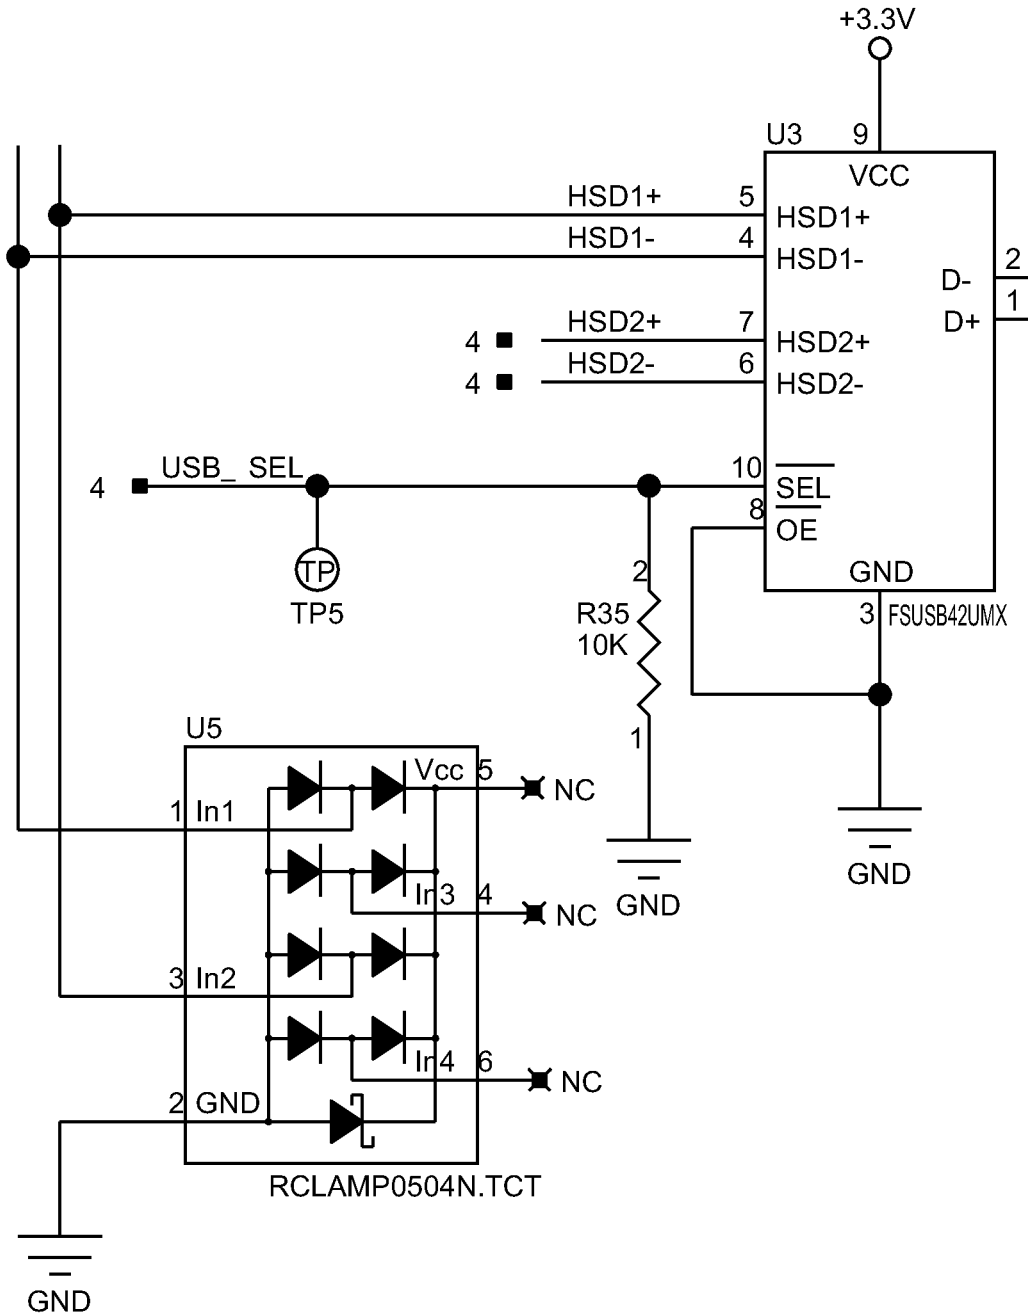 +3.3V
U3
9
VCC
HSD1+
5
HSD1+
HSD1-
4
HSD1-
2
D-
1
D+
HSD2+
7
4
HSD2+
HSD2-
6
4
HSD2-
USB_ SEL
10
4
SEL
8
OE
TP
TP5
2
GND
R35
10K
3
FSUSB42UMX
1
U5
Vcc
5
NC
1
In1
GND
GND
In3
4
NC
3
In2
In4
6
NC
2
GND
RCLAMP0504N.TCT
GND